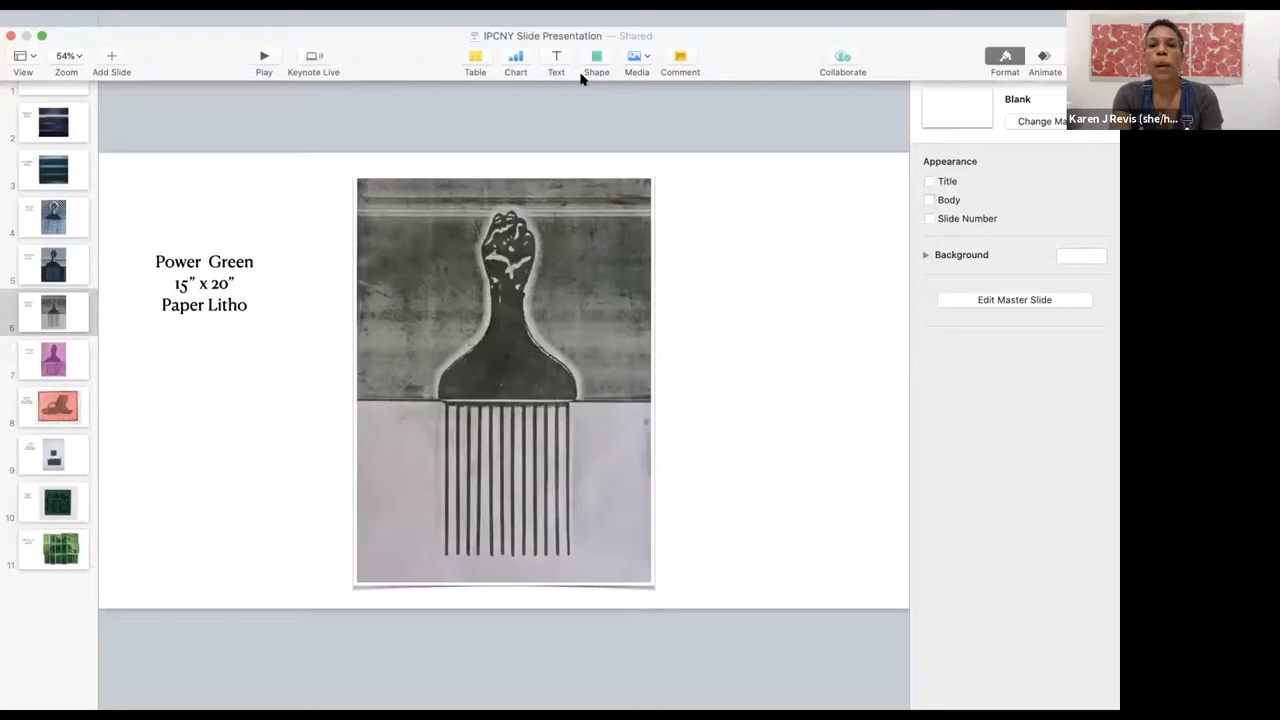 IPCNY Slide Presentation — Shared
View
54%
Zoom
Add Slide
Play
Keynote Live
Table
Chart
Text
Shape
Media
Comment
Collaborate
Format
Animate
Karen J Revis (she/h...
Blank
Change Ma
Appearance
Title
Body
Slide Number
Background
Edit Master Slide
Power Green
15” x 20”
Paper Litho
1
2
3
4
5
6
7
8
9
10
11